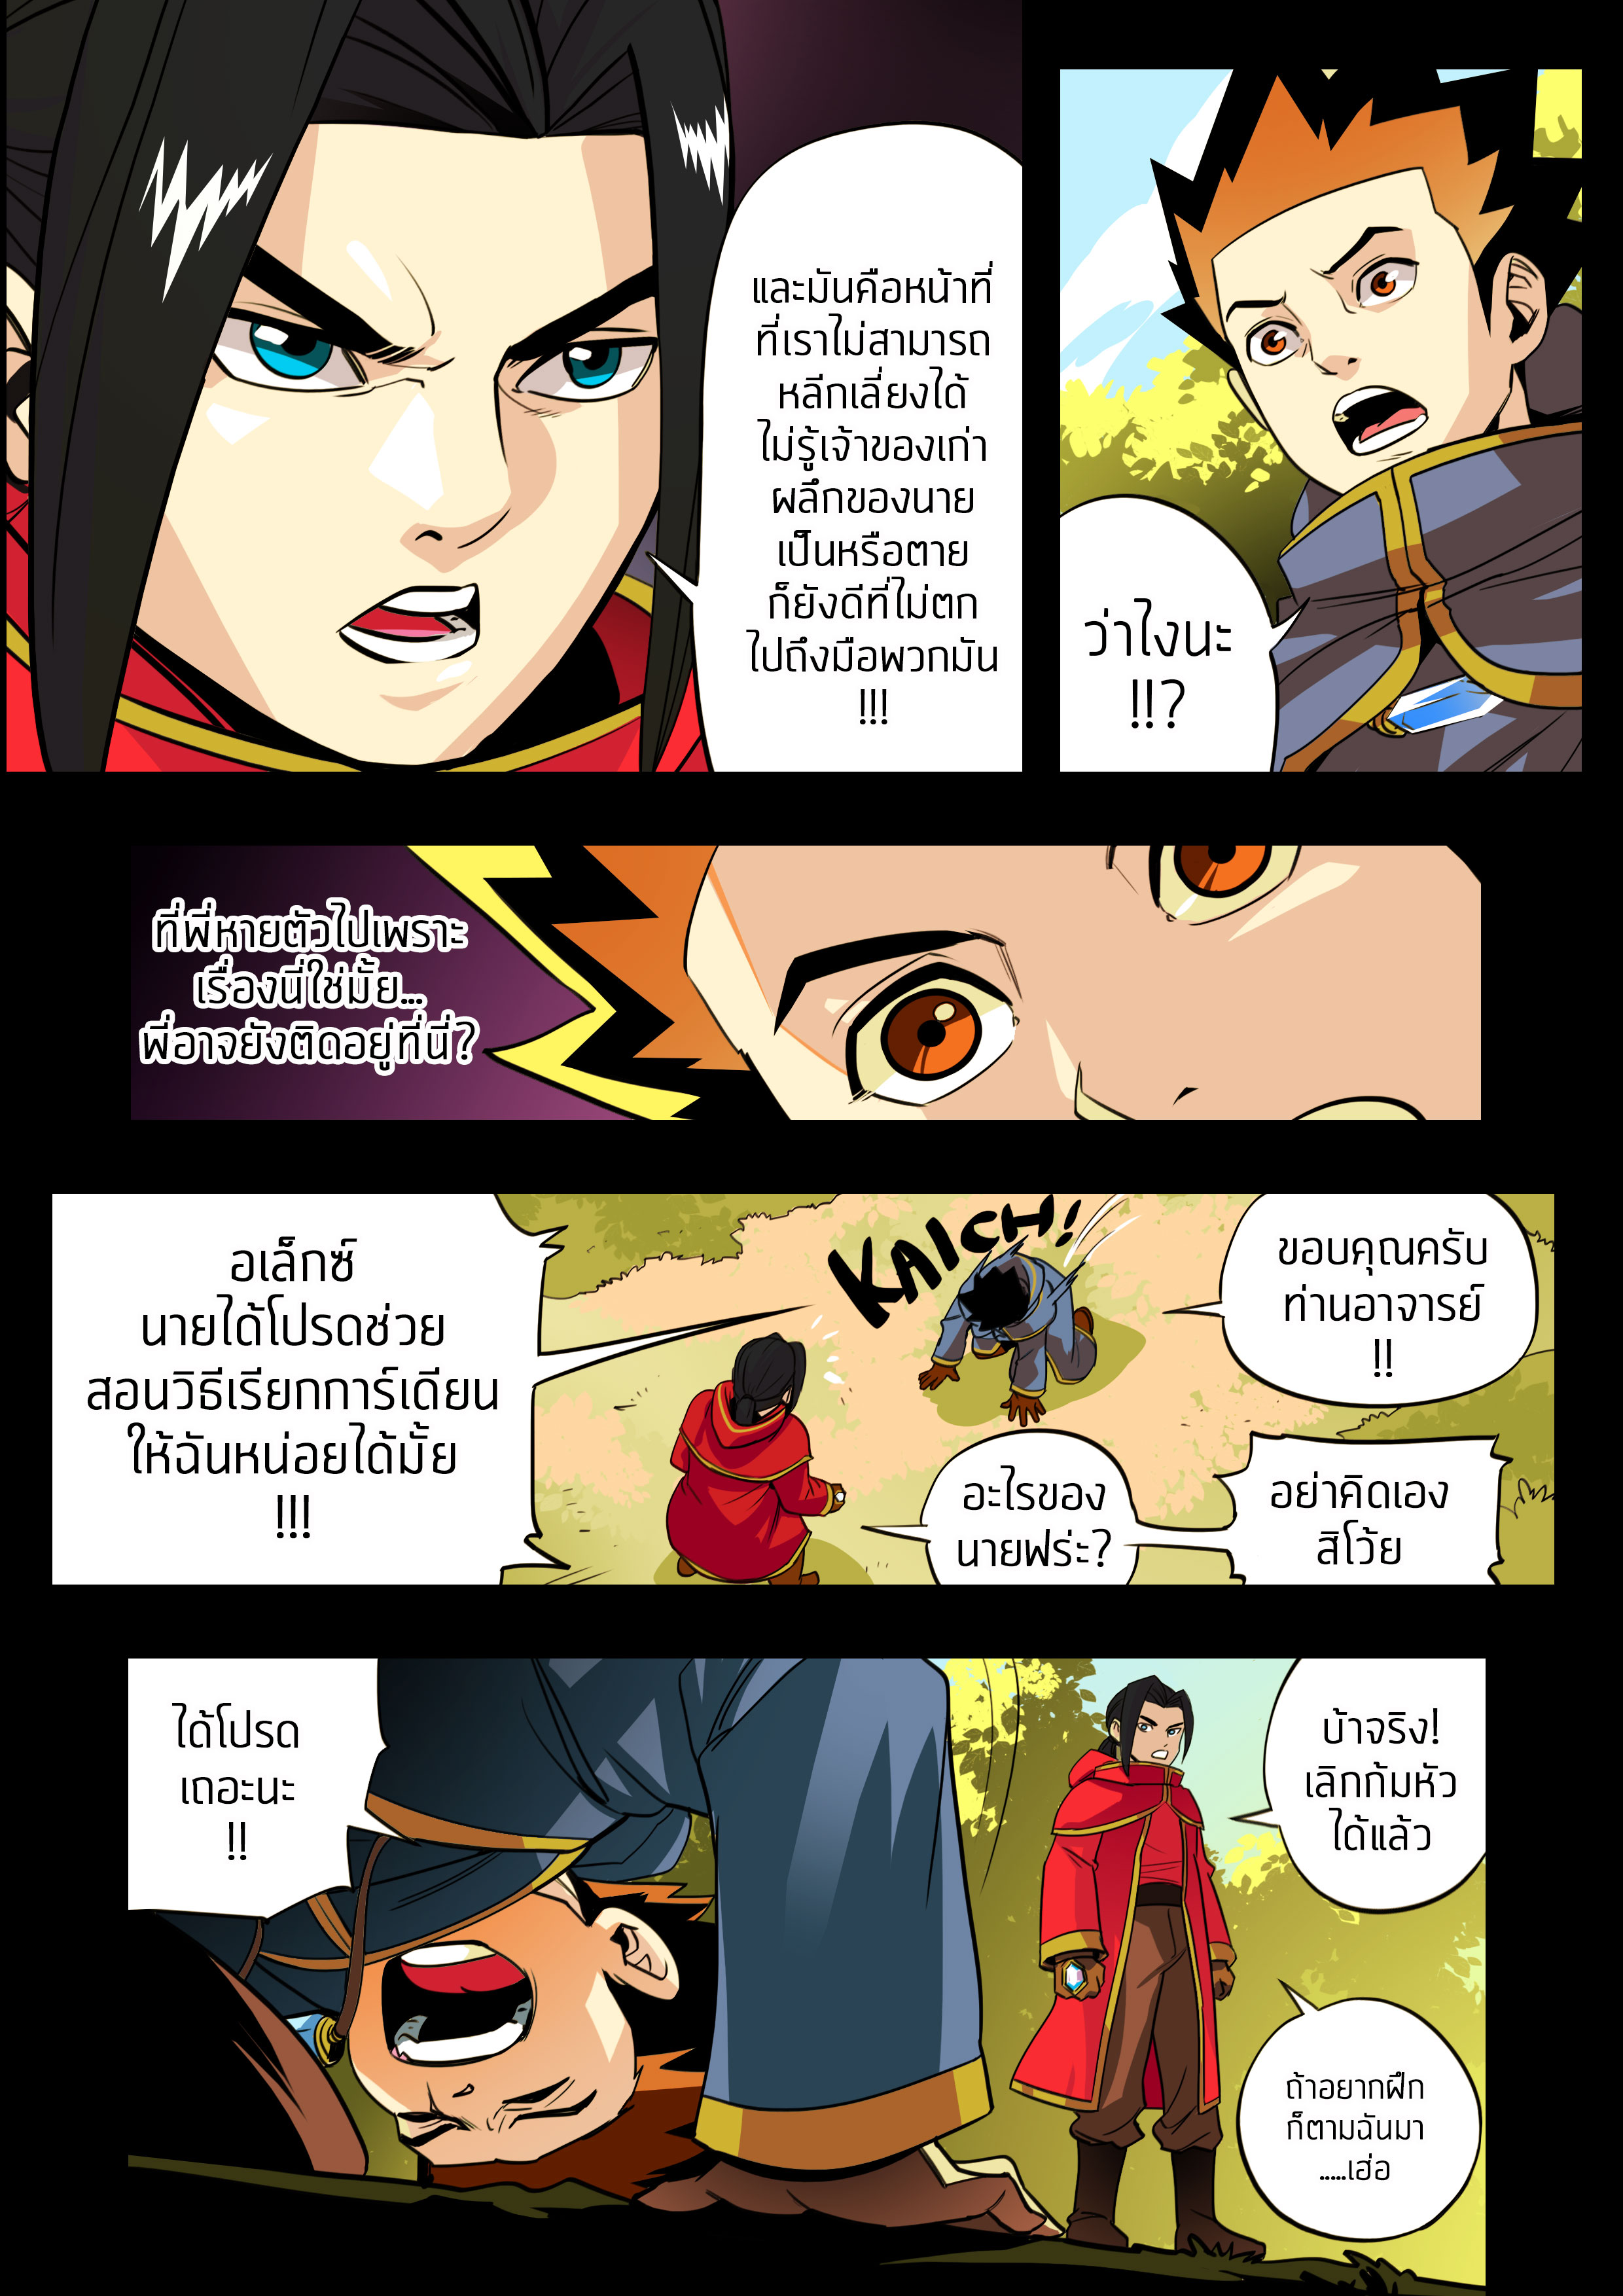 และมันคือหน้าที่
ที่เราไม่สามารถ
หลีกเลี่ยงได้
ไม่รู้เจ้าของเก่า
ผลึกของนาย
เป็นหรือตาย
ก็ยังดีที่ไม่ตก
ไปถึงมือพวกมัน
!!!
ว่าไงนะ
!!?
ที่พี่หายตัวไปเพราะ
เรื่องนี่ใช่มั้ย...
พี่อาจยังติดอยู่ที่นี่?
อเล็กซ์
นายได้โปรดช่วย
สอนวิธีเรียกการ์เดียน
ให้ฉันหน่อยได้มั้ย
!!!
KAICH!
ขอบคุณครับ
ท่านอาจารย์
!!
อะไรของ
นายฟร่ะ?
อย่าคิดเอง
สิโว้ย
ได้โปรด
เถอะนะ
!!
บ้าจริง!
เลิกก้มหัว
ได้แล้ว
ถ้าอยากฝึก
ก็ตามฉันมา
.....เฮ่อ